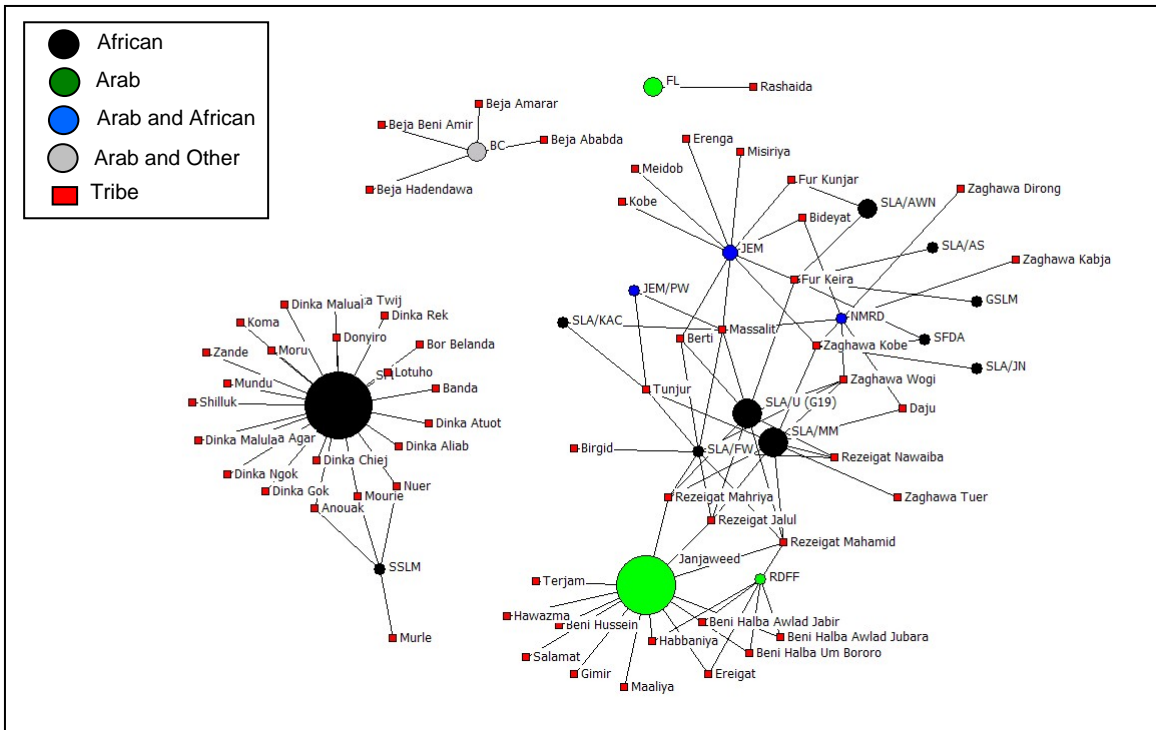 African
Arab
Arab and African
Arab and Other
Tribe
FL
Rashaida
Beja Amarar
Beja Beni Amir
BC
Beja Ababda
Beja Hadendawa
Erenga
Misiriya
Meidob
Fur Kunjar
Kobe
SLA/AWN
Zaghawa Dirong
Bideyat
JEM
SLA/AS
Zaghawa Kabja
Fur Keira
JEM/PW
GSLM
NMRD
SLA/KAC
Massalit
SFDA
Berti
Zaghawa Kobe
SLA/JN
Zaghawa Wogi
Tunjur
Daju
SLA/U (G19)
SLA/MM
Birgid
SLA/FW
Rezeigat Nawaiba
Zaghawa Tuer
Rezeigat Mahriya
Rezeigat Jalul
Rezeigat Mahamid
Janjaweed
RDFF
Terjam
Hawazma
Beni Hussein
Beni Halba Awlad Jabir
Habbaniya
Beni Halba Awlad Jubara
Beni Halba Um Bororo
Salamat
Gimir
Ereigat
Maaliya
Dinka Malual
Twij
Dinka Rek
Koma
Donyiro
Bor Belanda
Zande
Moru
Lotuho
Mundu
Banda
Shilluk
Dinka Atuot
Dinka Malula
Agar
Dinka Aliab
Dinka Chiej
Dinka Ngok
Dinka Gok
Nuer
Mourie
Anouak
SSLM
Murle